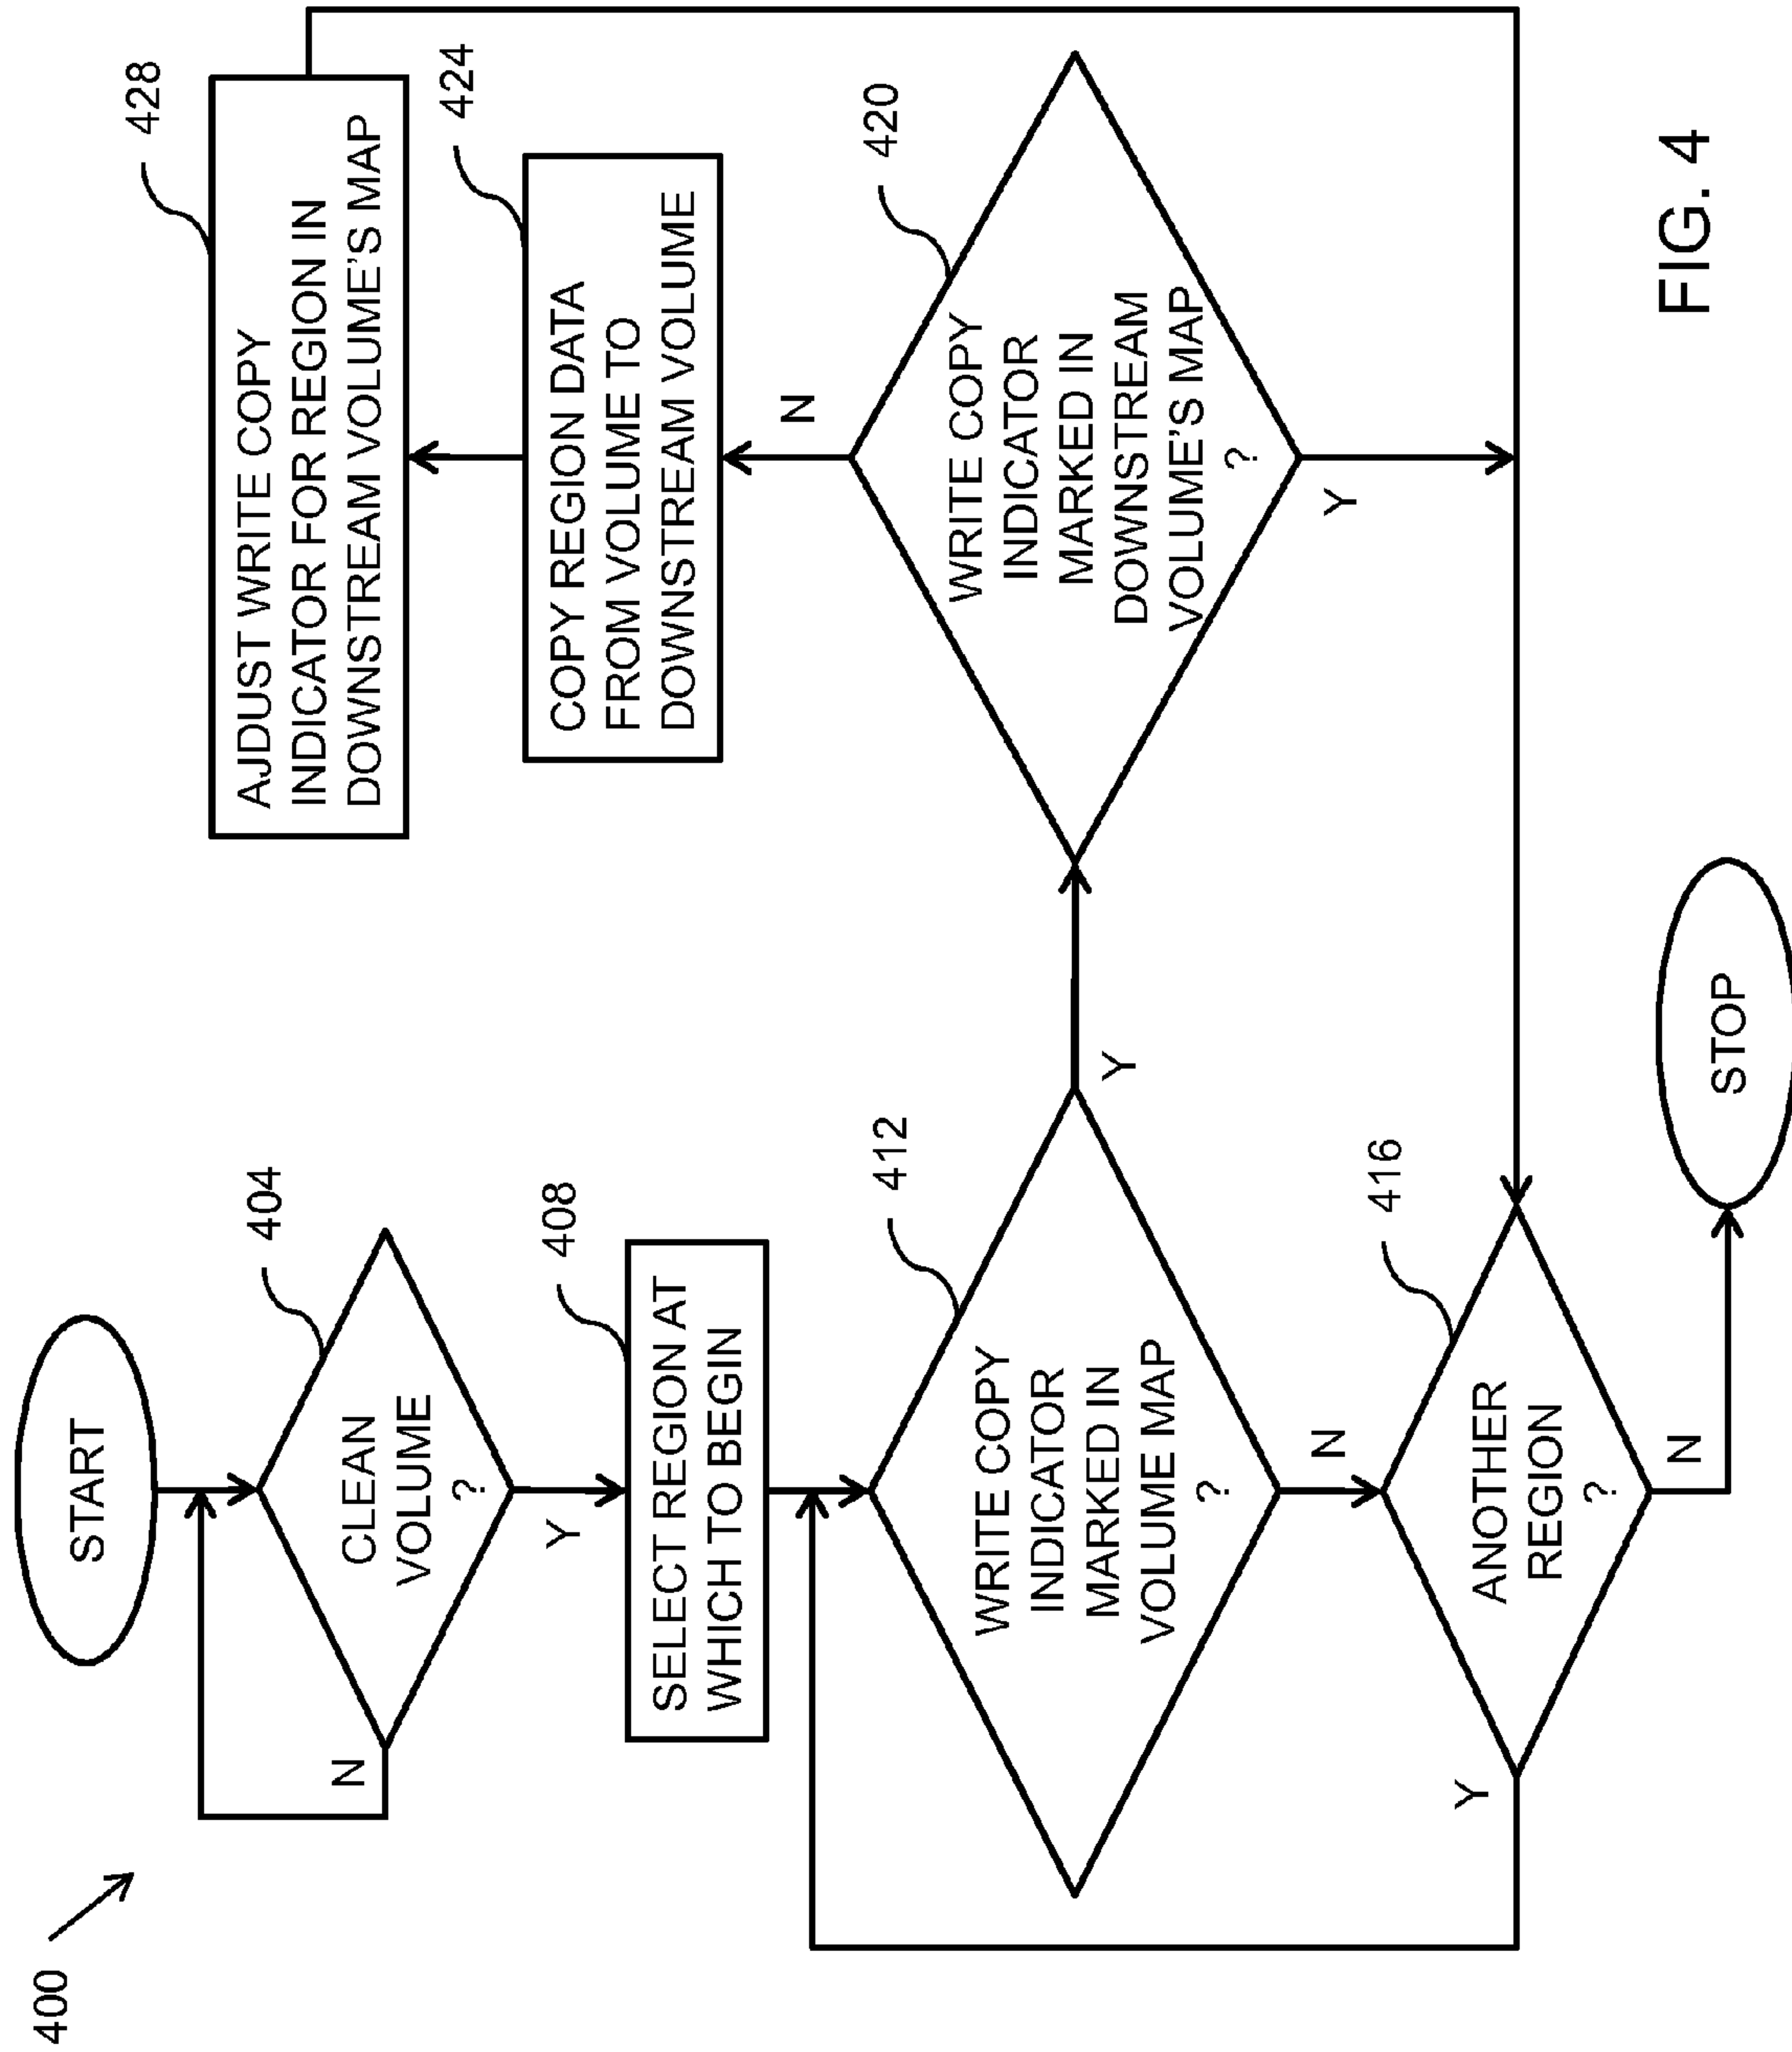 400
START
404
CLEAN
VOLUME
?
N
Y
408
SELECT REGION AT
WHICH TO BEGIN
412
WRITE COPY
INDICATOR
MARKED IN
VOLUME MAP
?
Y
N
416
ANOTHER
REGION
?
Y
N
STOP
428
AJDUST WRITE COPY
INDICATOR FOR REGION IN
DOWNSTREAM VOLUME'S MAP
424
COPY REGION DATA
FROM VOLUME TO
DOWNSTREAM VOLUME
N
420
WRITE COPY
INDICATOR
MARKED IN
DOWNSTREAM
VOLUME'S MAP
?
Y
FIG. 4